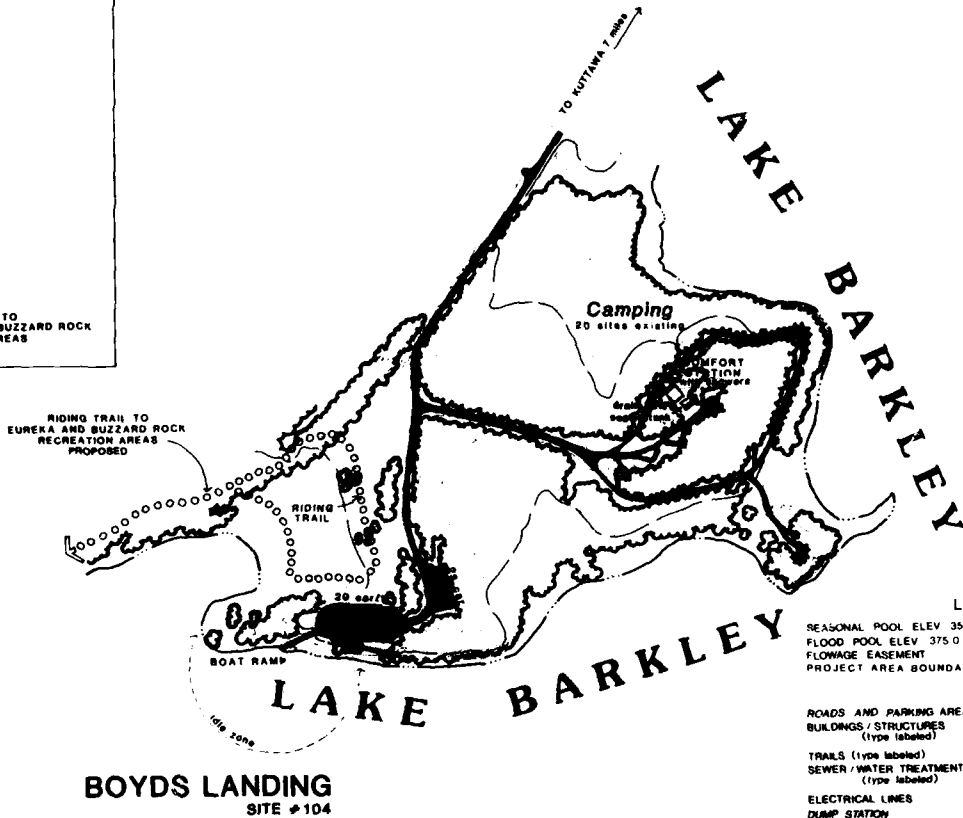 TO KUTTAWA 7 miles
LAKE BARKLEY
TO
BUZZARD ROCK
REAS
Camping
20 sites existing
COMFORT
STATION
with showers
RIDING TRAIL TO
EUREKA AND BUZZARD ROCK
RECREATION AREAS
PROPOSED
RIDING
TRAIL
20 car/
BOAT RAMP
idle zone
LAKE BARKLEY
L
SEASONAL POOL ELEV 35
FLOOD POOL ELEV 375 0
FLOWAGE EASEMENT
PROJECT AREA BOUNDA
ROADS AND PARKING ARE
BUILDINGS / STRUCTURES
(type labeled)
TRAILS (type labeled)
SEWER / WATER TREATMENT
(type labeled)
ELECTRICAL LINES
DUMP STATION
BOYDS LANDING
SITE #104